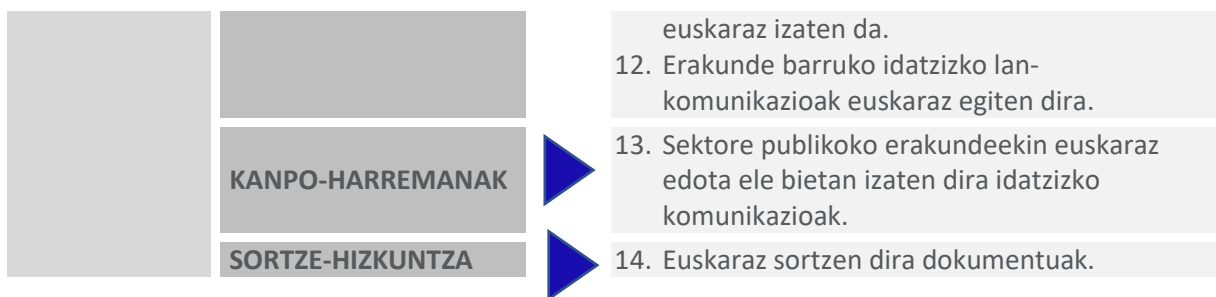 euskaraz izaten da.
12. Erakunde barruko idatzizko lan-
komunikazioak euskaraz egiten dira.
KANPO-HARREMANAK
13. Sektore publikoko erakundeekin euskaraz
edota ele bietan izaten dira idatzizko
komunikazioak.
SORTZE-HIZKUNTZA
14. Euskaraz sortzen dira dokumentuak.